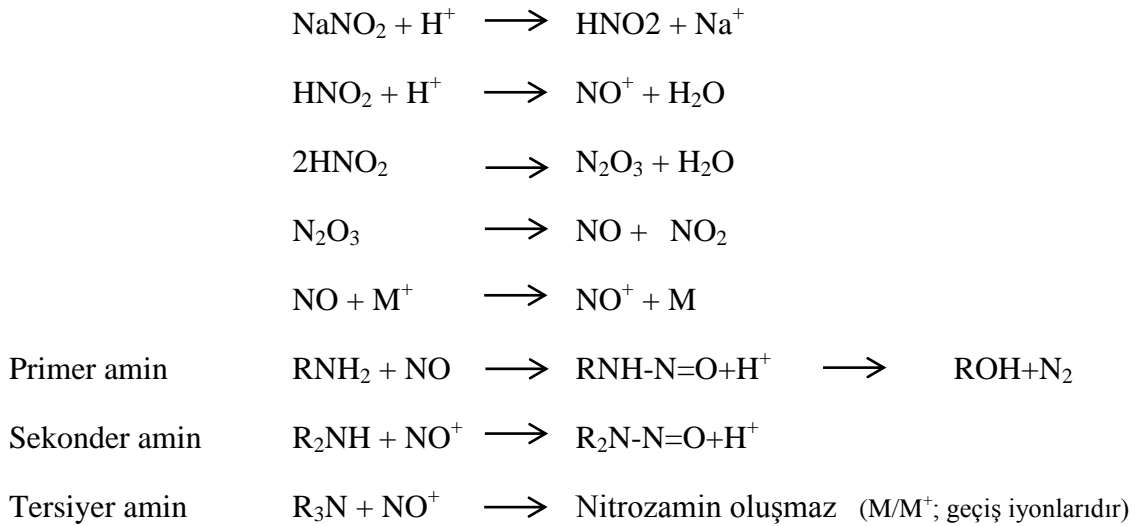 NaNO₂ + H⁺ ⟶ HNO2 + Na⁺
HNO₂ + H⁺ ⟶ NO⁺ + H₂O
2HNO₂ ⟶ N₂O₃ + H₂O
N₂O₃ ⟶ NO + NO₂
NO + M⁺ ⟶ NO⁺ + M
Primer amin RNH₂ + NO ⟶ RNH-N=O+H⁺ ⟶ ROH+N₂
Sekonder amin R₂NH + NO⁺ ⟶ R₂N-N=O+H⁺
Tersiyer amin R₃N + NO⁺ ⟶ Nitrozamin oluşmaz (M/M⁺; geçiş iyonlarıdır)